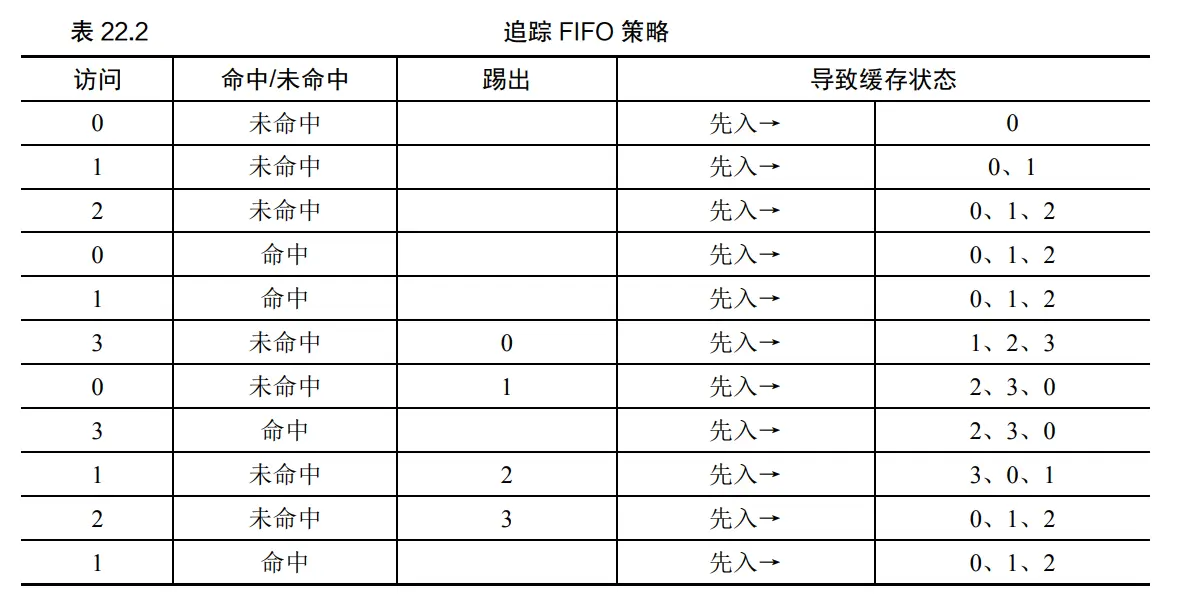 表 22.2 追踪 FIFO 策略
访问 命中/未命中 踢出 导致缓存状态
0 未命中 先入→ 0
1 未命中 先入→ 0、1
2 未命中 先入→ 0、1、2
0 命中 先入→ 0、1、2
1 命中 先入→ 0、1、2
3 未命中 0 先入→ 1、2、3
0 未命中 1 先入→ 2、3、0
3 命中 先入→ 2、3、0
1 未命中 2 先入→ 3、0、1
2 未命中 3 先入→ 0、1、2
1 命中 先入→ 0、1、2